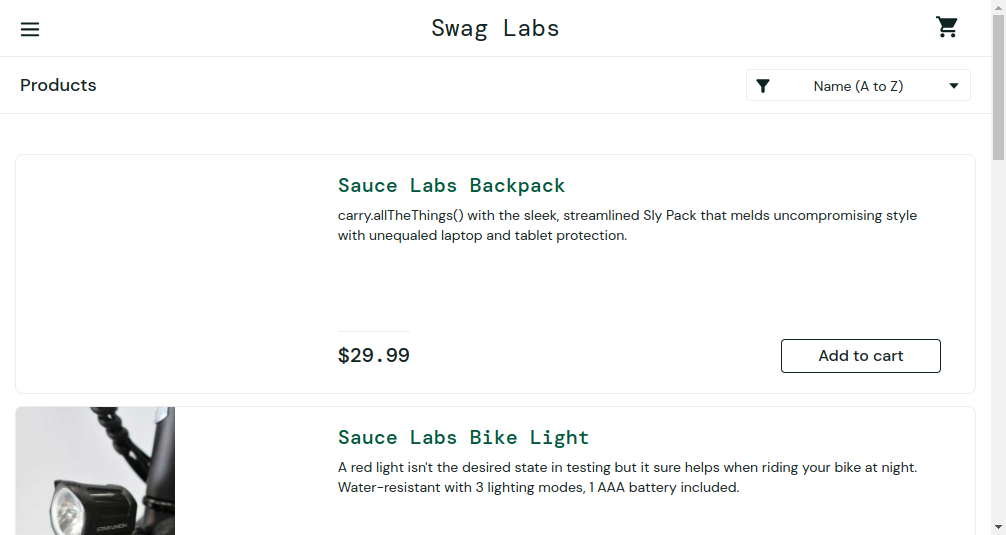 Swag Labs
Products
Name (A to Z)
Sauce Labs Backpack
carry.allTheThings() with the sleek, streamlined Sly Pack that melds uncompromising style
with unequaled laptop and tablet protection.
$29.99
Add to cart
Sauce Labs Bike Light
A red light isn't the desired state in testing but it sure helps when riding your bike at night.
Water-resistant with 3 lighting modes, 1 AAA battery included.